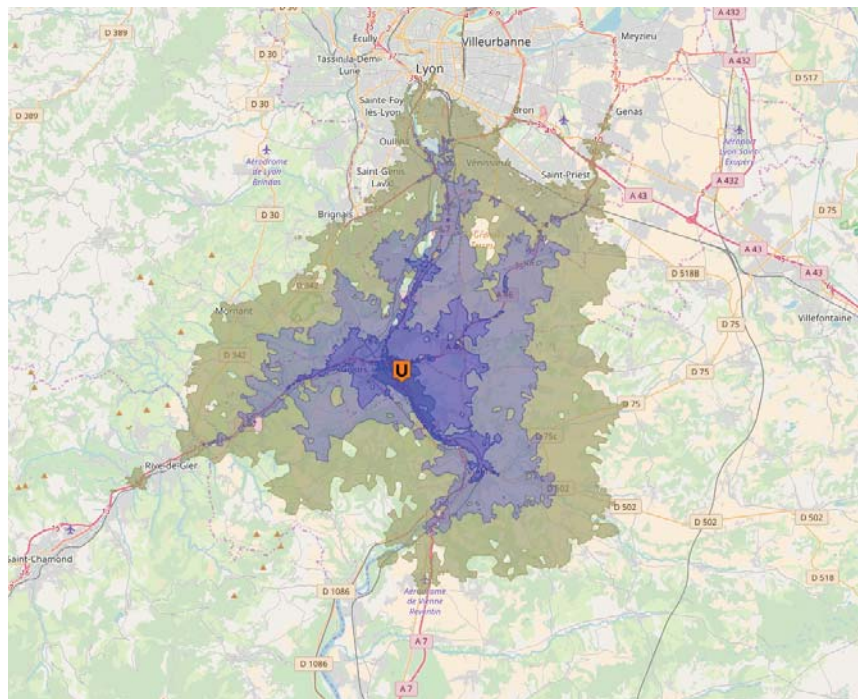 D 30
D 389
Écully
Villeurbanne
Meyzieu
A 432
D 30
Tassin-la-Demi-
Lune
Lyon
A 432
D 517
D 389
D 30
Sainte-Foy
lès-Lyon
Bron
Genas
Aérodrome
de Lyon
Brindas
Oullins
Saint-Genis
Laval
Vénissieux
Saint-Priest
Aéroport
Lyon Saint
Exupéry
A 432
A 43
Brignais
D 30
D 75
A 43
D 518B
A 43
D 342
Mornant
D 75
Villefontaine
D 342
U
D 75
D 75
Rive-de-Gier
D 75
D 502
D 502
D 502
D 502
Saint-Chamond
D 518
D 1086
Aérodrome
de Vienne
Reventin
A 7
D 1086
A 7